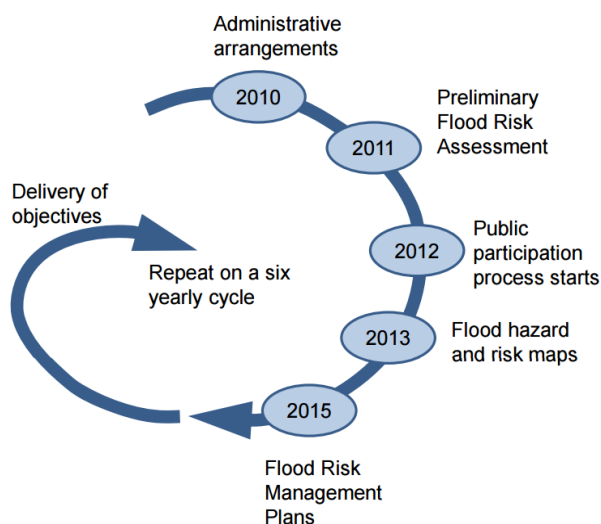 Administrative
arrangements
2010
Preliminary
Flood Risk
Assessment
2011
Public
participation
process starts
2012
Flood hazard
and risk maps
2013
2015
Flood Risk
Management
Plans
Delivery of
objectives
Repeat on a six
yearly cycle